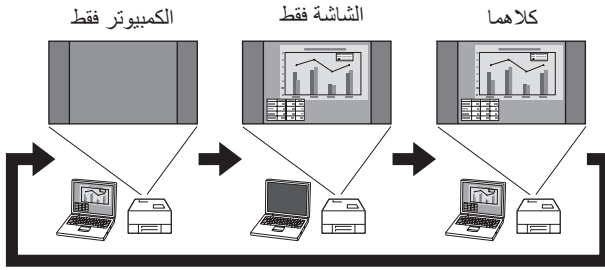 الكمبيوتر فقط
الشاشة فقط
كلاهما